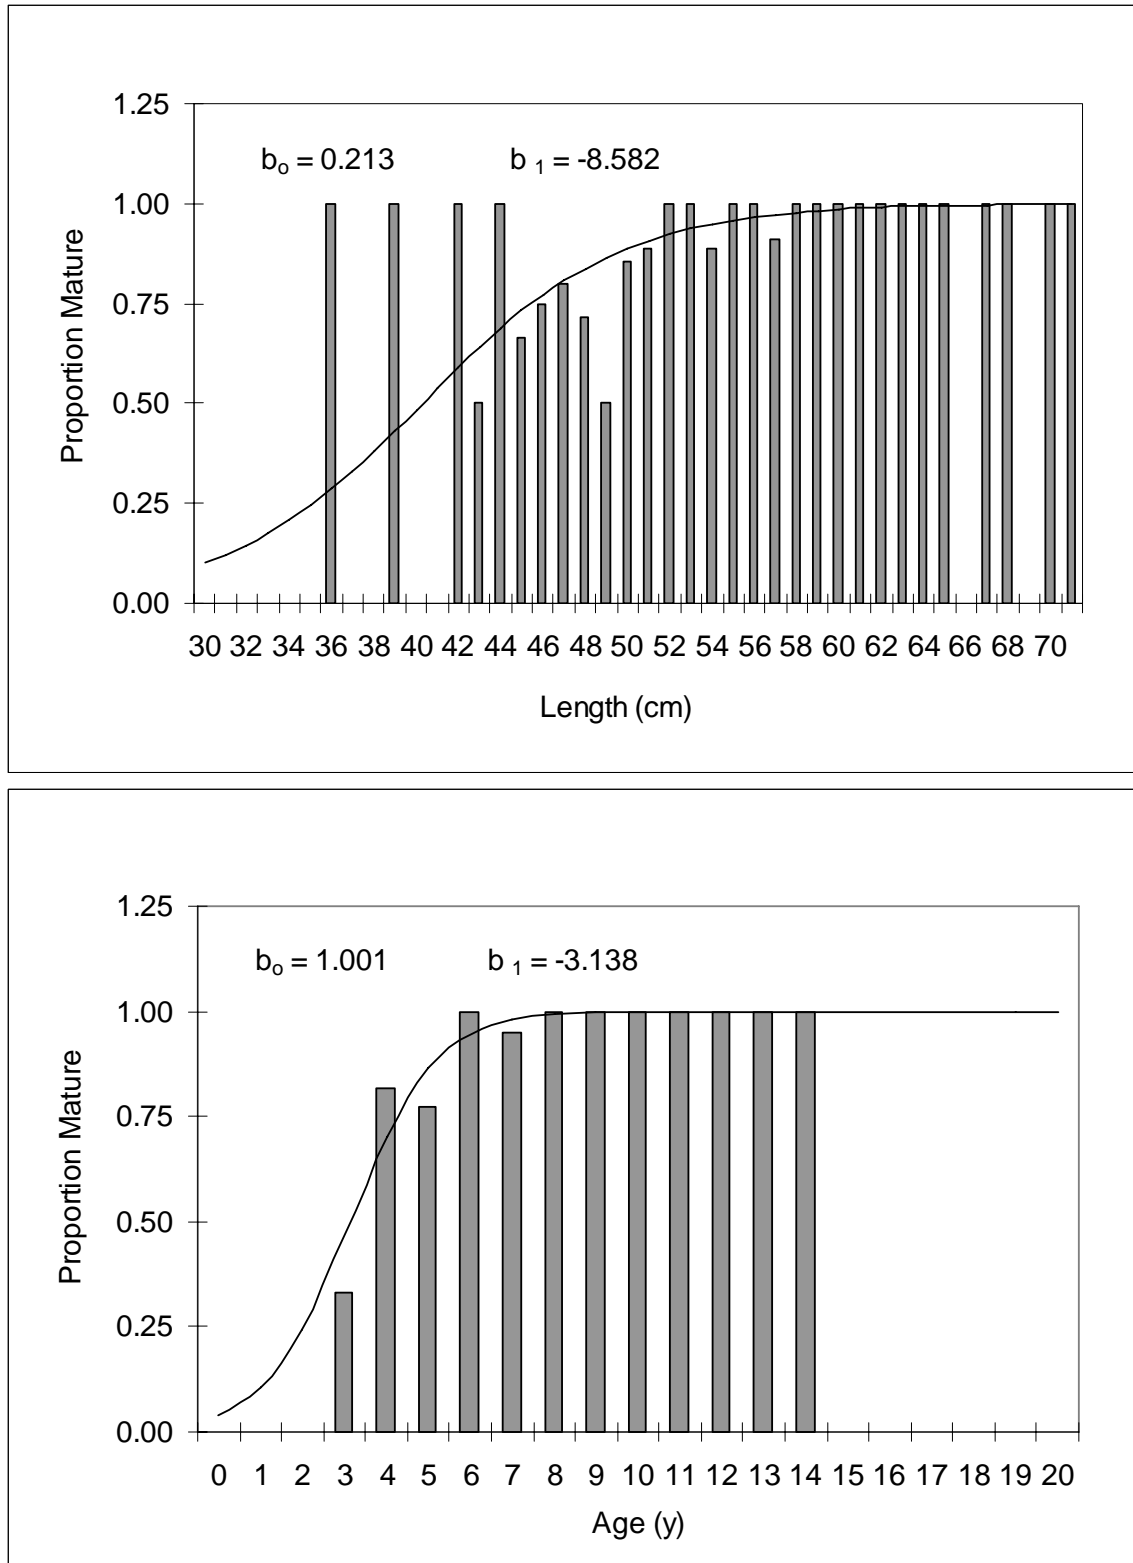 1.25
b₀ = 0.213 b ₁ = -8.582
1.00
0.75
0.50
0.25
0.00
Proportion Mature
30 32 34 36 38 40 42 44 46 48 50 52 54 56 58 60 62 64 66 68 70
Length (cm)
1.25
b₀ = 1.001 b ₁ = -3.138
1.00
0.75
0.50
0.25
0.00
Proportion Mature
0 1 2 3 4 5 6 7 8 9 10 11 12 13 14 15 16 17 18 19 20
Age (y)